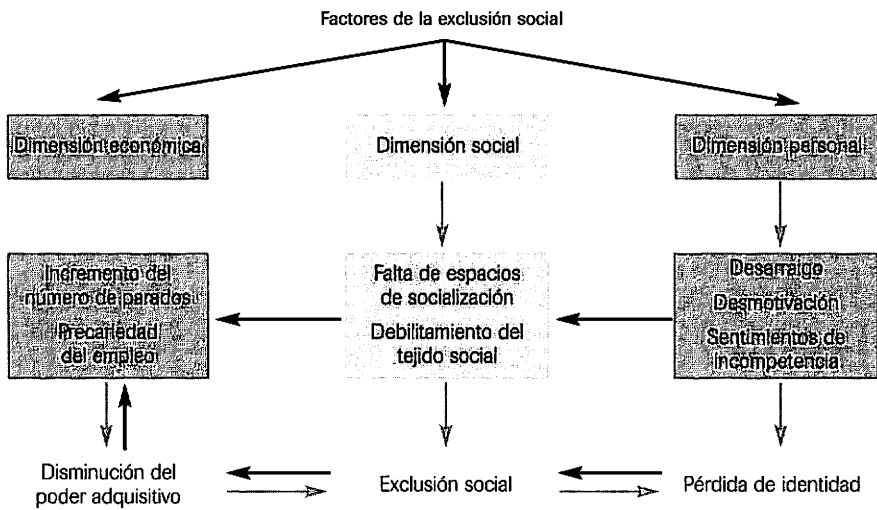 Factores de la exclusión social
Dimensión económica
Dimensión social
Dimensión personal
Incremento del
número de parados
Precariedad
del empleo
Falta de espacios
de socialización
Debilitamiento del
tejido social
Desarraigo
Desmotivación
Sentimientos de
incompetencia
Disminución del
poder adquisitivo
Exclusión social
Pérdida de identidad